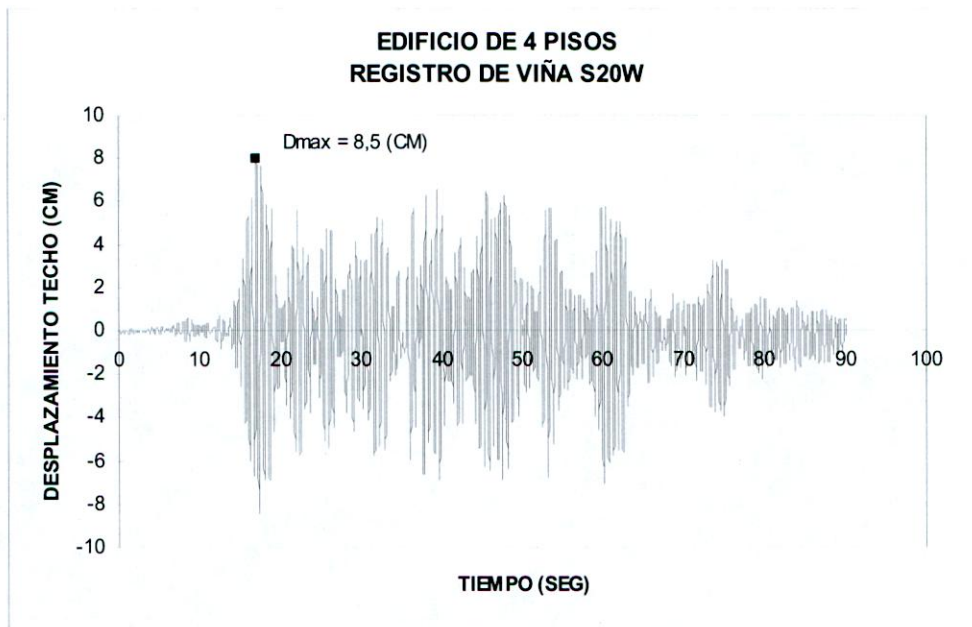 EDIFICIO DE 4 PISOS
REGISTRO DE VIÑA S20W
Dmax = 8,5 (CM)
DESPLAZAMIENTO TECHO (CM)
10
8
6
4
2
0
-2
-4
-6
-8
-10
0 10 20 30 40 50 60 70 80 90 100
TIEMPO (SEG)